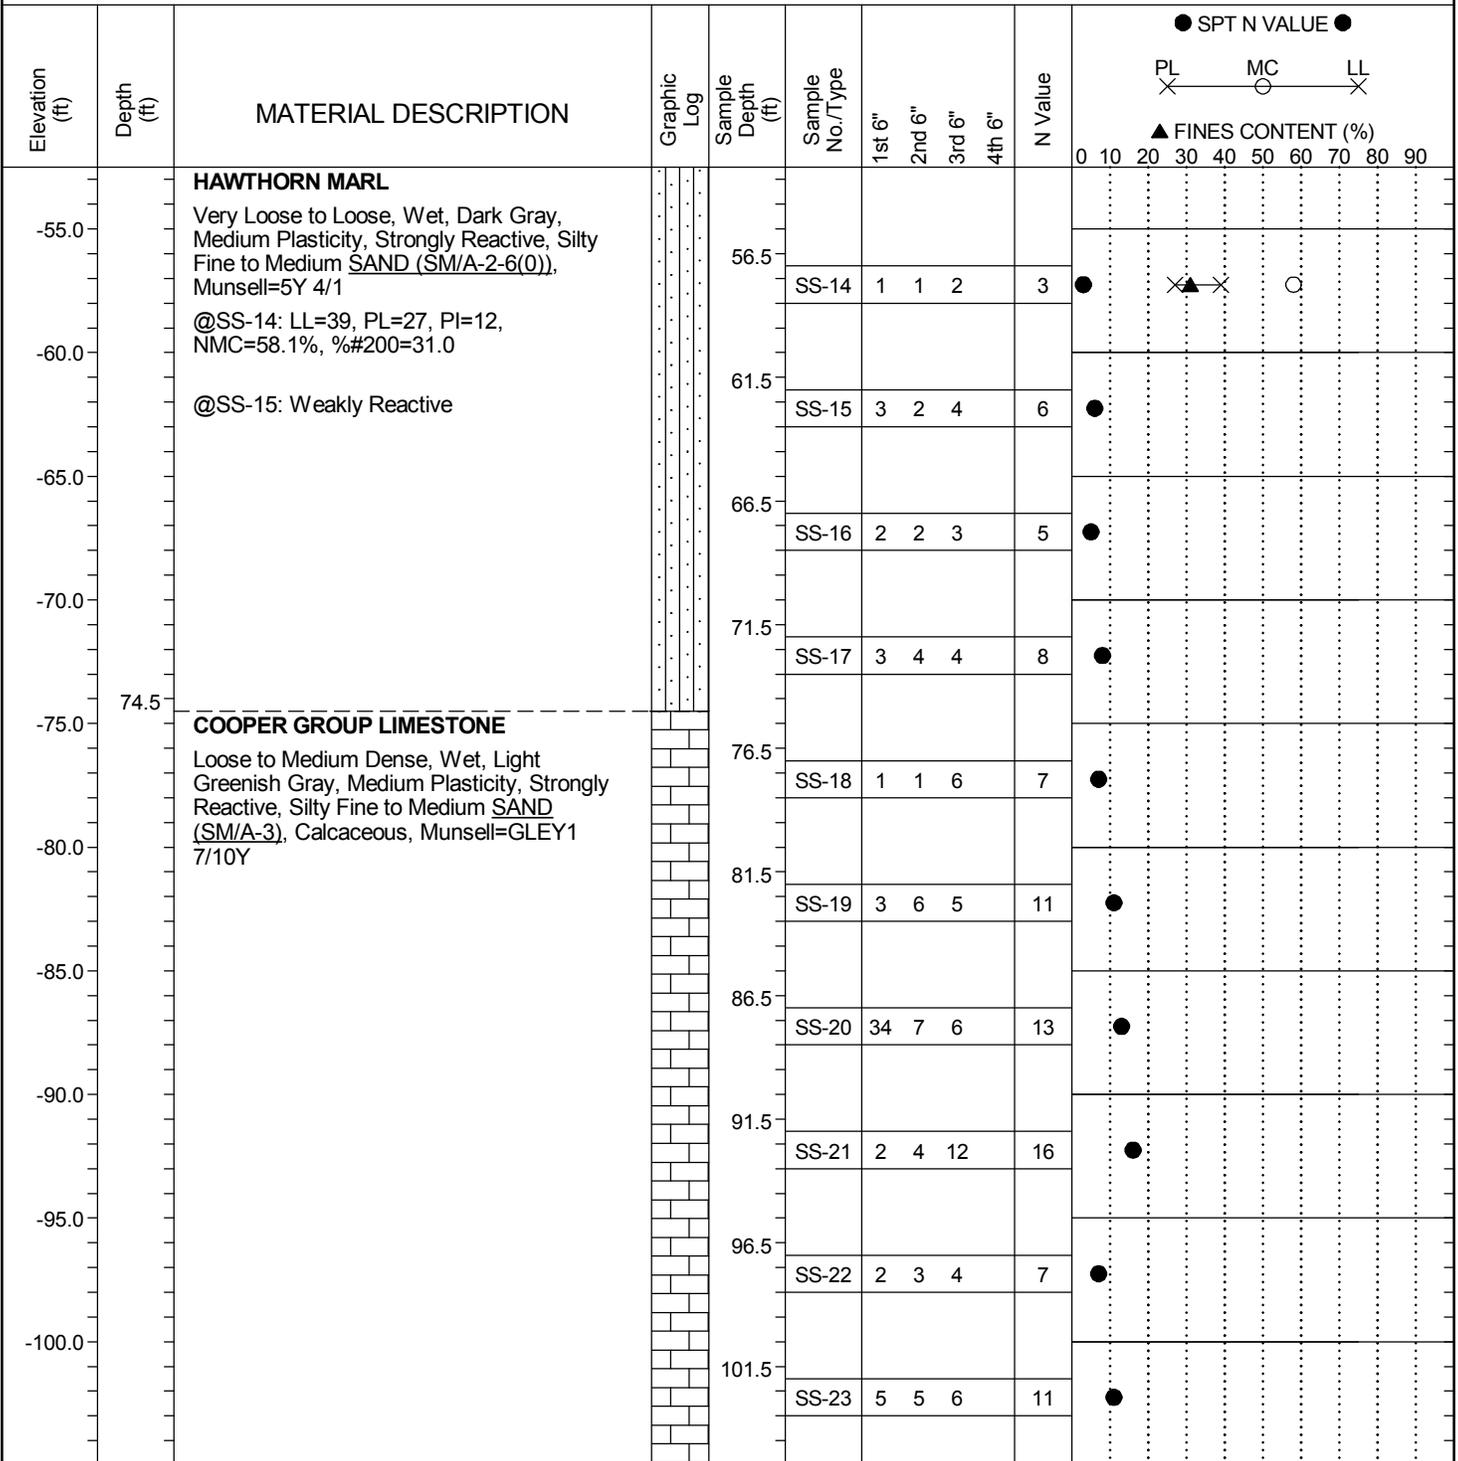 ● SPT N VALUE ●
PL MC LL
▲ FINES CONTENT (%)
0 10 20 30 40 50 60 70 80 90
Elevation (ft)
Depth (ft)
MATERIAL DESCRIPTION
Graphic Log
Sample Depth (ft)
Sample No./Type
1st 6"
2nd 6"
3rd 6"
4th 6"
N Value
HAWTHORN MARL
Very Loose to Loose, Wet, Dark Gray,
Medium Plasticity, Strongly Reactive, Silty
Fine to Medium SAND (SM/A-2-6(0)),
Munsell=5Y 4/1
@SS-14: LL=39, PL=27, PI=12,
NMC=58.1%, %#200=31.0
@SS-15: Weakly Reactive
74.5
COOPER GROUP LIMESTONE
Loose to Medium Dense, Wet, Light
Greenish Gray, Medium Plasticity, Strongly
Reactive, Silty Fine to Medium SAND
(SM/A-3), Calcaceous, Munsell=GLEY1
7/10Y
-55.0
-60.0
-65.0
-70.0
-75.0
-80.0
-85.0
-90.0
-95.0
-100.0
56.5
SS-14 1 1 2 3
61.5
SS-15 3 2 4 6
66.5
SS-16 2 2 3 5
71.5
SS-17 3 4 4 8
76.5
SS-18 1 1 6 7
81.5
SS-19 3 6 5 11
86.5
SS-20 34 7 6 13
91.5
SS-21 2 4 12 16
96.5
SS-22 2 3 4 7
101.5
SS-23 5 5 6 11